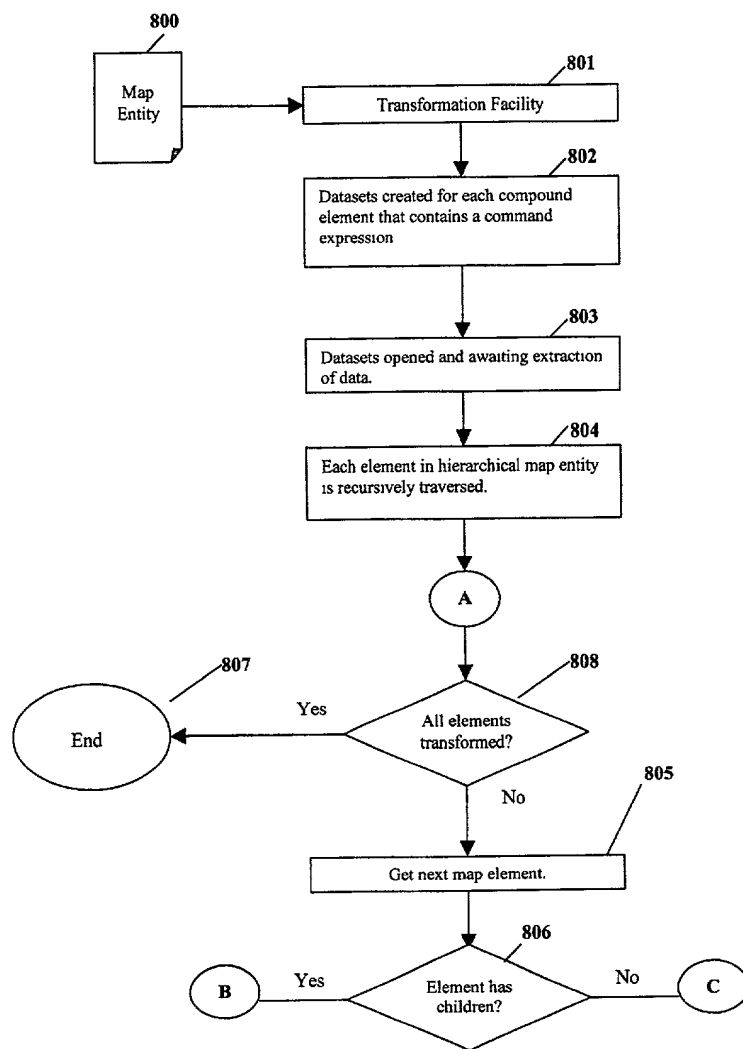 800
Map
Entity
801
Transformation Facility
802
Datasets created for each compound
element that contains a command
expression
803
Datasets opened and awaiting extraction
of data.
804
Each element in hierarchical map entity
is recursively traversed.
A
807
808
Yes
End
All elements
transformed?
No
805
Get next map element.
806
B
Yes
Element has
children?
No
C